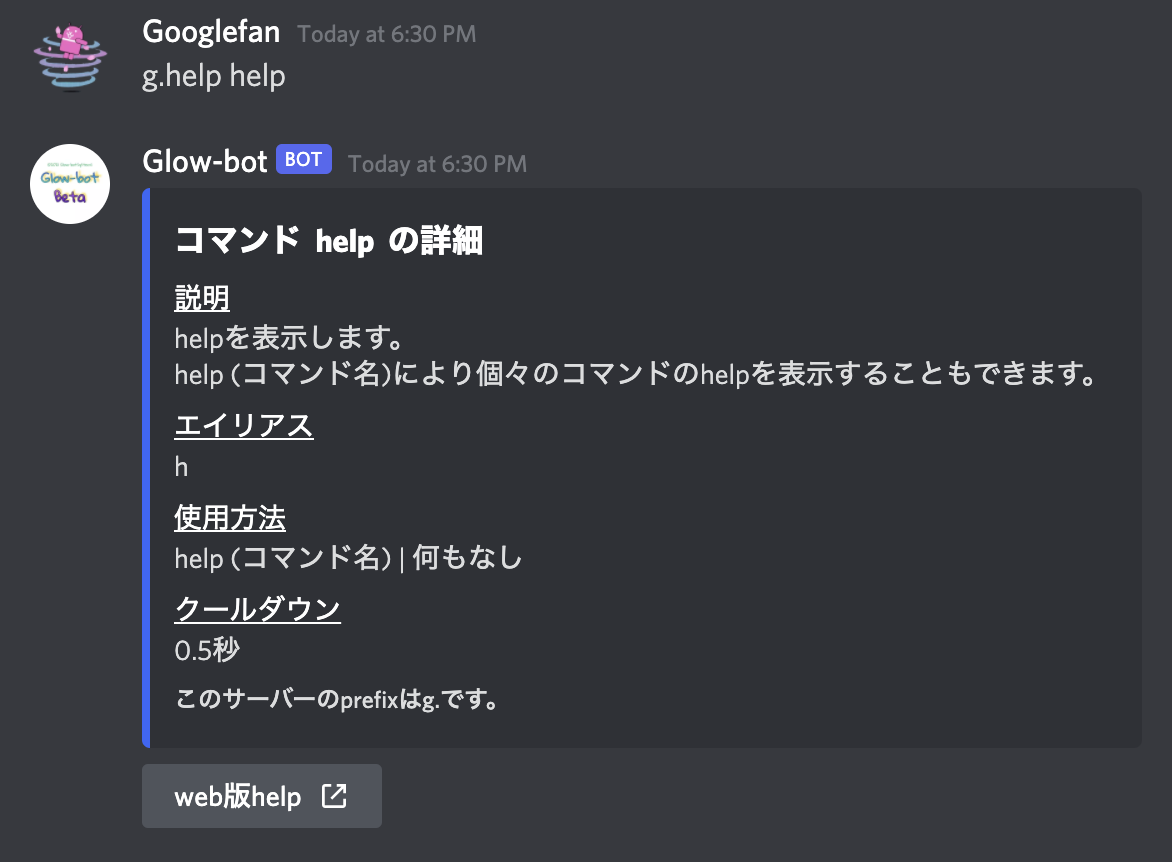 Googlefan Today at 6:30 PM
g.help help
Glow-bot BOT Today at 6:30 PM
Glow-bot
Beta
コマンド help の詳細
説明
helpを表示します。
help (コマンド名)により個々のコマンドのhelpを表示することもできます。
エイリアス
h
使用方法
help (コマンド名) | 何もなし
クールダウン
0.5秒
このサーバーのprefixはg.です。
web版help